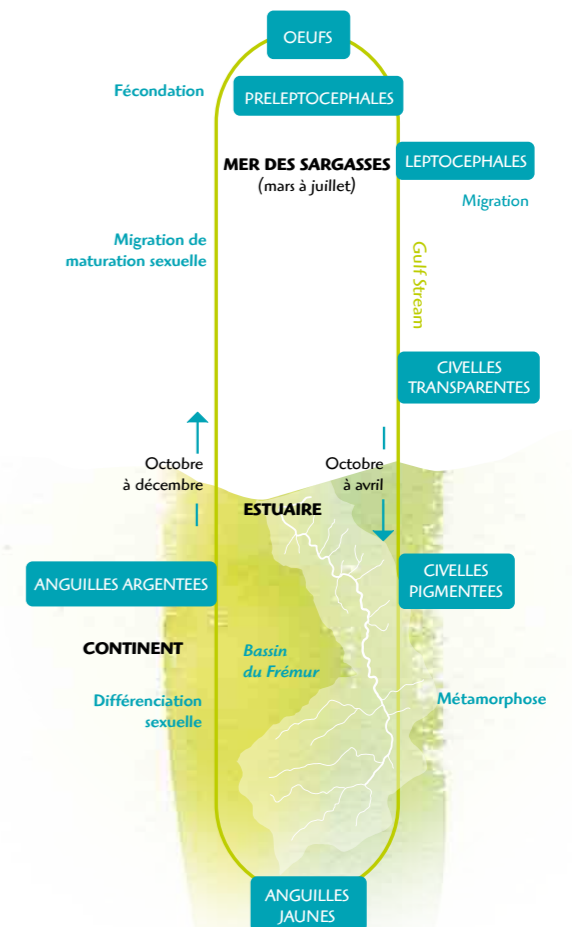 OEUFS
Fécondation
PRELEPTOCEPHALES
MER DES SARGASSES
(mars à juillet)
LEPTOCEPHALES
Migration
Migration de
maturation sexuelle
Gulf Stream
CIVELLES
TRANSPARENTES
Octobre
à décembre
Octobre
à avril
ESTUAIRE
ANGUILLES ARGENTEES
CIVELLES
PIGMENTEES
CONTINENT
Bassin
du Frémur
Différenciation
sexuelle
Métamorphose
ANGUILLES
JAUNES